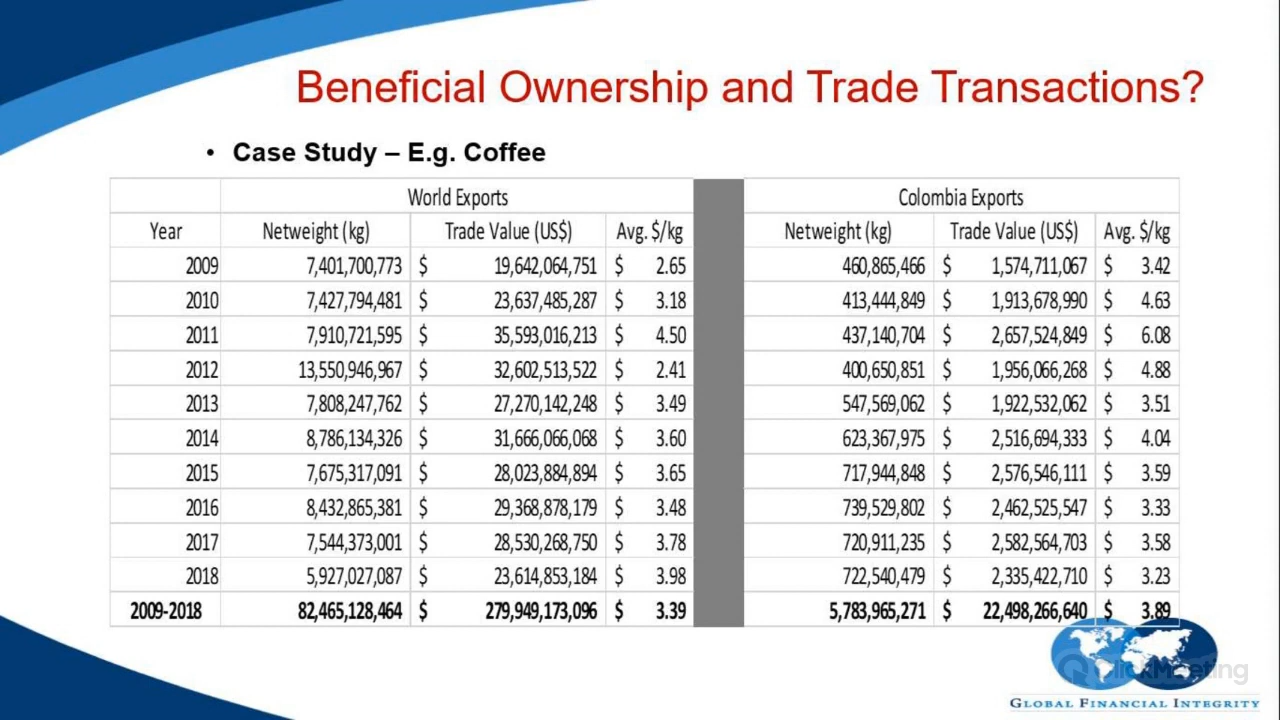 Beneficial Ownership and Trade Transactions?
• Case Study – E.g. Coffee
World Exports Colombia Exports
Year Netweight (kg) Trade Value (US$) Avg. $/kg Netweight (kg) Trade Value (US$) Avg. $/kg
2009 7,401,700,773 $ 19,642,064,751 $ 2.65 460,865,466 $ 1,574,711,067 $ 3.42
2010 7,427,794,481 $ 23,637,485,287 $ 3.18 413,444,849 $ 1,913,678,990 $ 4.63
2011 7,910,721,595 $ 35,593,016,213 $ 4.50 437,140,704 $ 2,657,524,849 $ 6.08
2012 13,550,946,967 $ 32,602,513,522 $ 2.41 400,650,851 $ 1,956,066,268 $ 4.88
2013 7,808,247,762 $ 27,270,142,248 $ 3.49 547,569,062 $ 1,922,532,062 $ 3.51
2014 8,786,134,326 $ 31,666,066,068 $ 3.60 623,367,975 $ 2,516,694,333 $ 4.04
2015 7,675,317,091 $ 28,023,884,894 $ 3.65 717,944,848 $ 2,576,546,111 $ 3.59
2016 8,432,865,381 $ 29,368,878,179 $ 3.48 739,529,802 $ 2,462,525,547 $ 3.33
2017 7,544,373,001 $ 28,530,268,750 $ 3.78 720,911,235 $ 2,582,564,703 $ 3.58
2018 5,927,027,087 $ 23,614,853,184 $ 3.98 722,540,479 $ 2,335,422,710 $ 3.23
2009-2018 82,465,128,464 $ 279,949,173,096 $ 3.39 5,783,965,271 $ 22,498,266,640 $ 3.89
ClickMeeting
GLOBAL FINANCIAL INTEGRITY